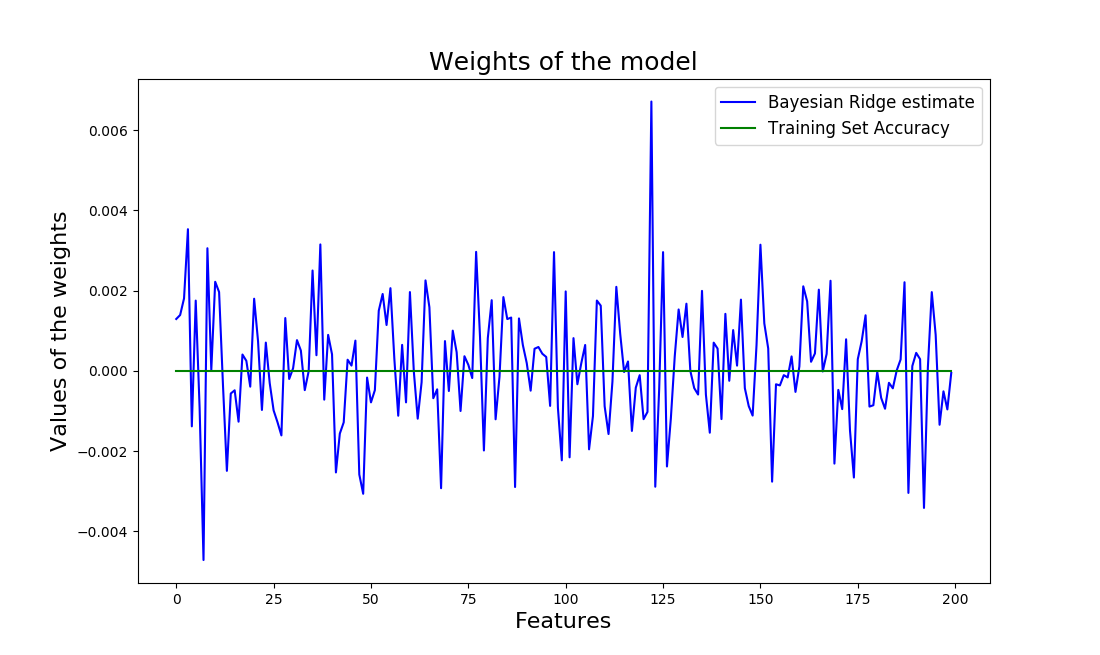 Weights of the model
Bayesian Ridge estimate
Training Set Accuracy
Values of the weights
0.006
0.004
0.002
0.000
−0.002
−0.004
0 25 50 75 100 125 150 175 200
Features